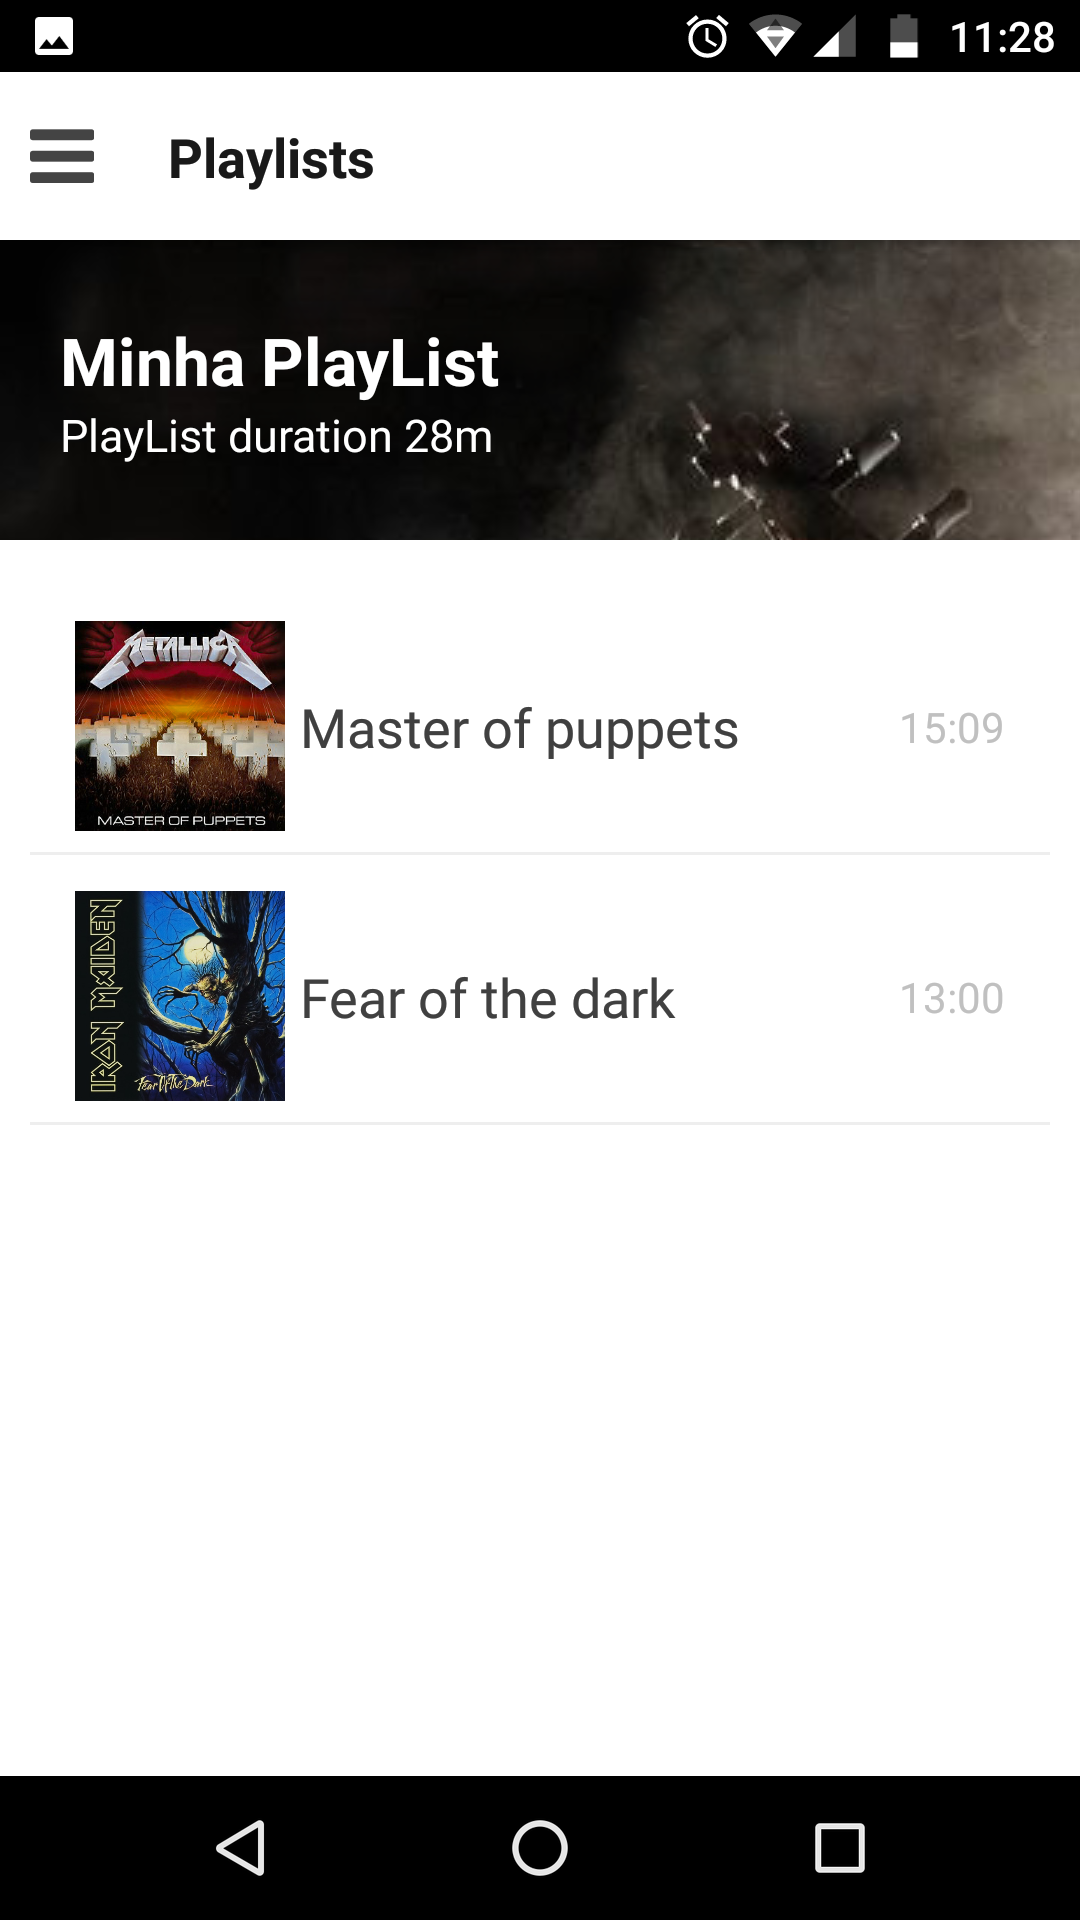 11:28
Playlists
Minha PlayList
PlayList duration 28m
METALLICA
MASTER OF PUPPETS
Master of puppets
15:09
IRON MAIDEN
Fear Of The Dark
Fear of the dark
13:00